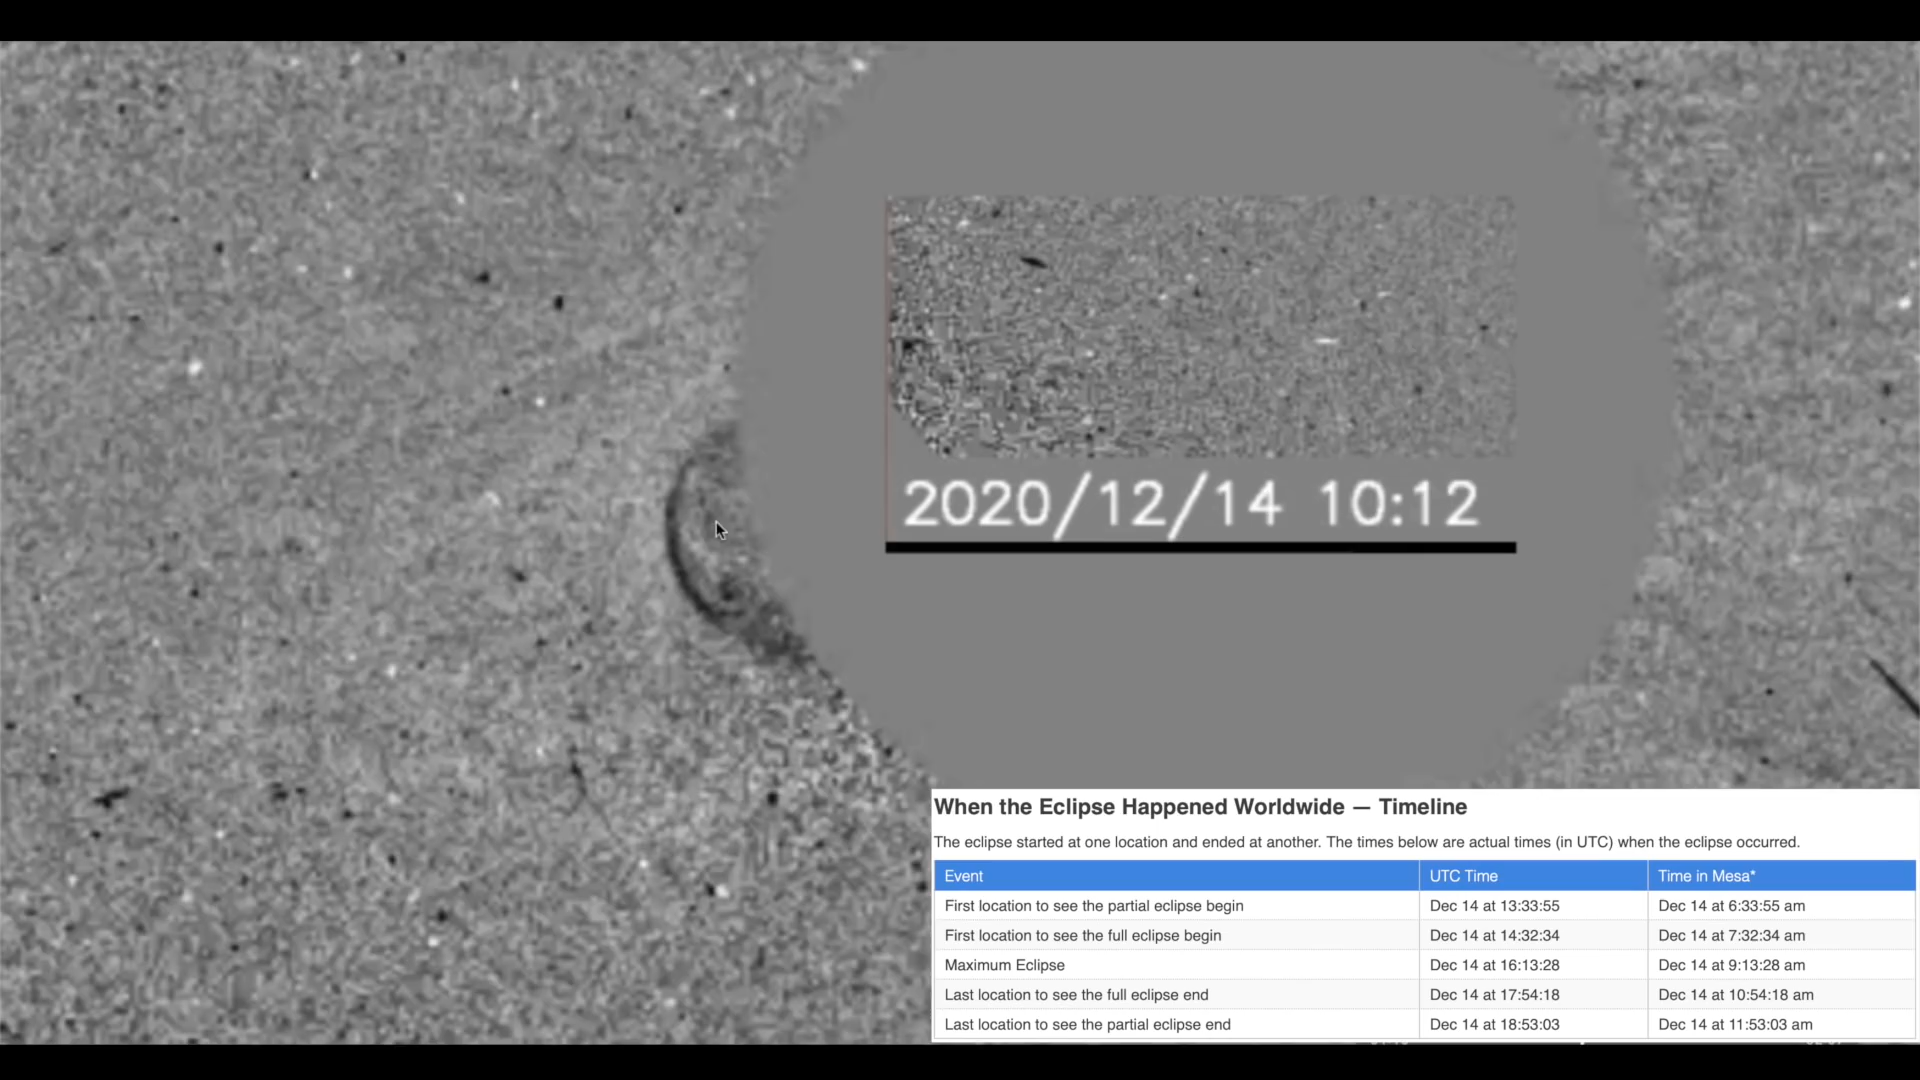 2020/12/14 10:12
When the Eclipse Happened Worldwide — Timeline
The eclipse started at one location and ended at another. The times below are actual times (in UTC) when the eclipse occurred.
Event UTC Time Time in Mesa*
First location to see the partial eclipse begin Dec 14 at 13:33:55 Dec 14 at 6:33:55 am
First location to see the full eclipse begin Dec 14 at 14:32:34 Dec 14 at 7:32:34 am
Maximum Eclipse Dec 14 at 16:13:28 Dec 14 at 9:13:28 am
Last location to see the full eclipse end Dec 14 at 17:54:18 Dec 14 at 10:54:18 am
Last location to see the partial eclipse end Dec 14 at 18:53:03 Dec 14 at 11:53:03 am